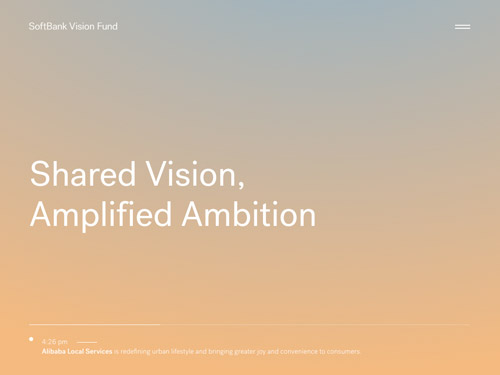 SoftBank Vision Fund
Shared Vision,
Amplified Ambition
4:26 pm
Alibaba Local Services is redefining urban lifestyle and bringing greater joy and convenience to consumers.